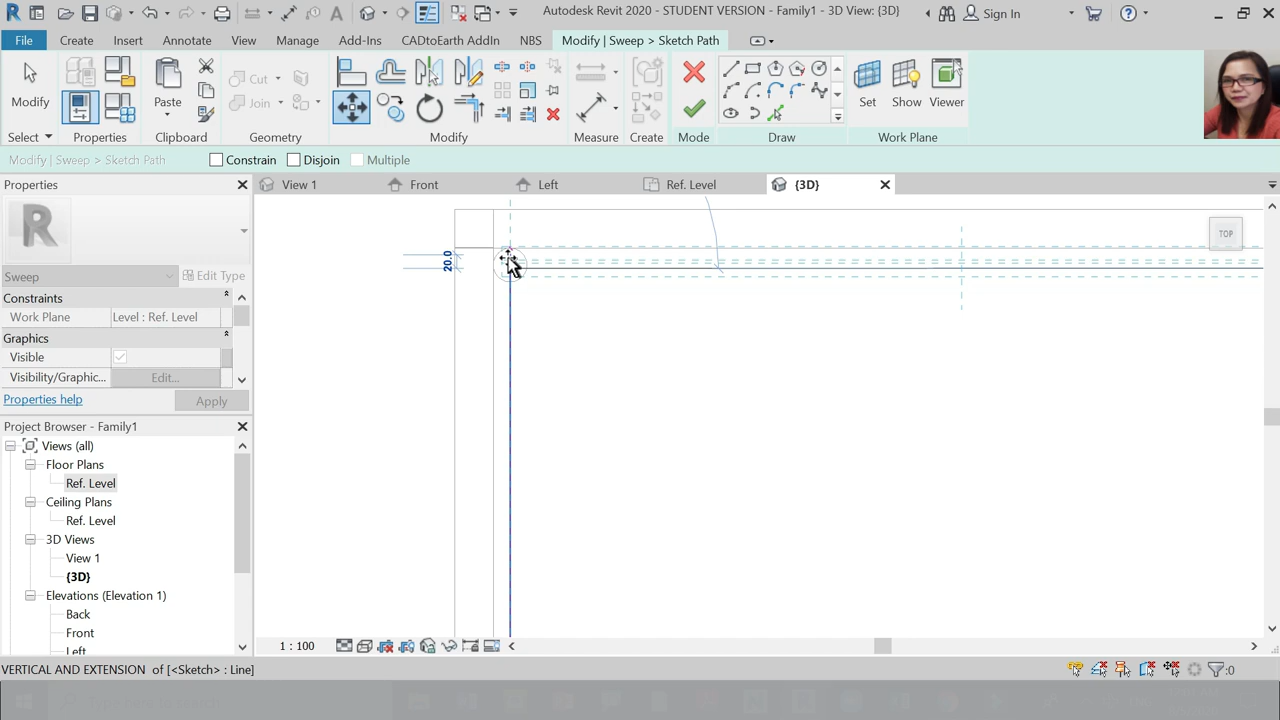 Autodesk Revit 2020 - STUDENT VERSION - Family1 - 3D View: {3D}
Sign In
File Create Insert Annotate View Manage Add-Ins CADtoEarth AddIn NBS Modify | Sweep > Sketch Path
Modify Paste Cut Join Set Show Viewer
Select Properties Clipboard Geometry Modify Measure Create Mode Draw Work Plane
Modify | Sweep > Sketch Path Constrain Disjoin Multiple
Properties View 1 Front Left Ref. Level {3D}
TOP
20.0
Sweep Edit Type
Constraints
Work Plane Level : Ref. Level
Graphics
Visible
Visibility/Graphic... Edit...
Properties help Apply
Project Browser - Family1
Views (all)
Floor Plans
Ref. Level
Ceiling Plans
Ref. Level
3D Views
View 1
{3D}
Elevations (Elevation 1)
Back
Front
Left
1 : 100
VERTICAL AND EXTENSION of [<Sketch> : Line] :0